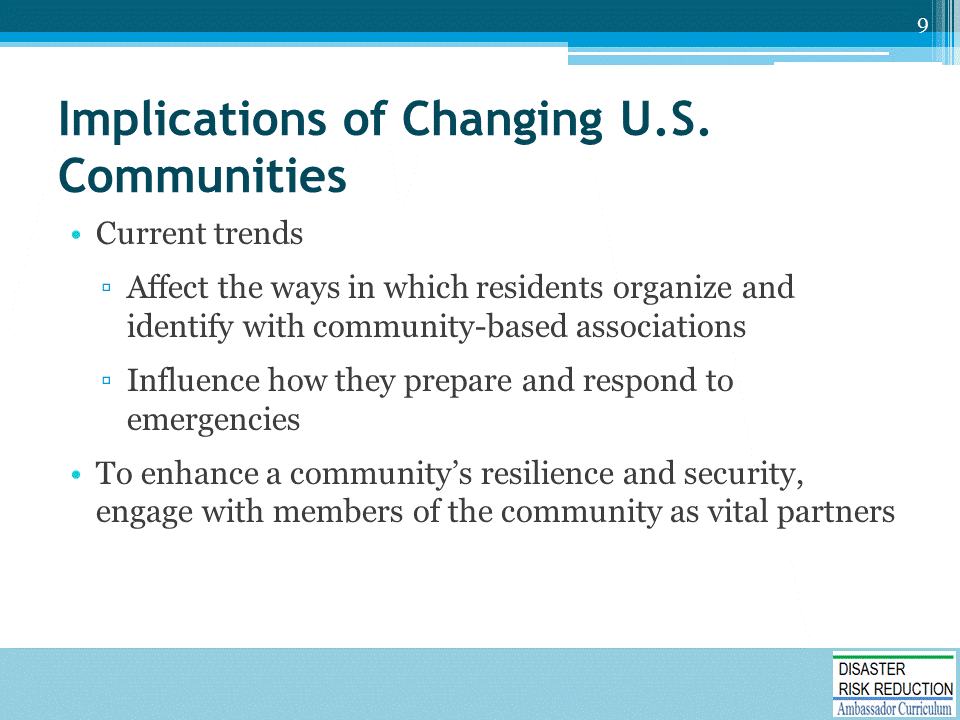 9
Implications of Changing U.S.
Communities
• Current trends
▫ Affect the ways in which residents organize and
identify with community-based associations
▫ Influence how they prepare and respond to
emergencies
• To enhance a community’s resilience and security,
engage with members of the community as vital partners
DISASTER
RISK REDUCTION
Ambassador Curriculum